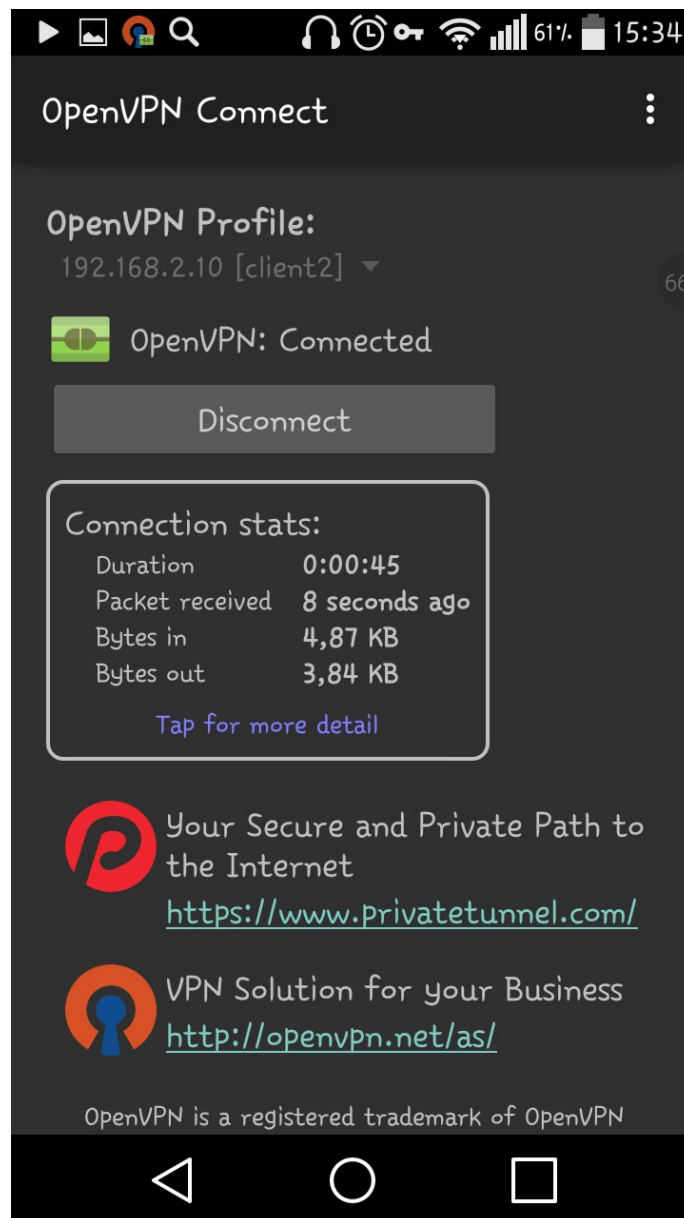 61% 15:34
OpenVPN Connect
OpenVPN Profile:
192.168.2.10 [client2]
66
OpenVPN: Connected
Disconnect
Connection stats:
Duration 0:00:45
Packet received 8 seconds ago
Bytes in 4,87 KB
Bytes out 3,84 KB
Tap for more detail
Your Secure and Private Path to
the Internet
https://www.privatetunnel.com/
VPN Solution for your Business
http://openvpn.net/as/
OpenVPN is a registered trademark of OpenVPN